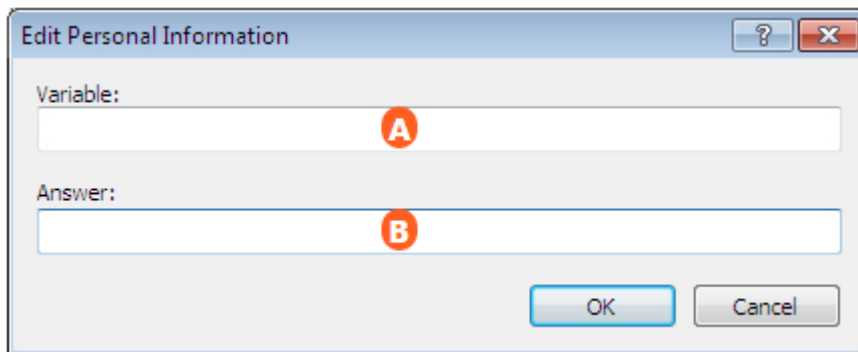 Edit Personal Information
Variable:
A
Answer:
B
OK Cancel